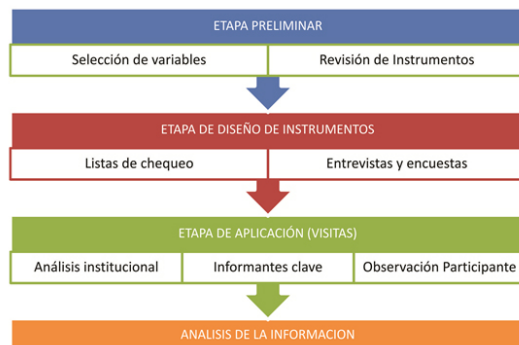 ETAPA PRELIMINAR
Selección de variables
Revisión de Instrumentos
ETAPA DE DISEÑO DE INSTRUMENTOS
Listas de chequeo
Entrevistas y encuestas
ETAPA DE APLICACIÓN (VISITAS)
Análisis institucional
Informantes clave
Observación Participante
ANALISIS DE LA INFORMACION